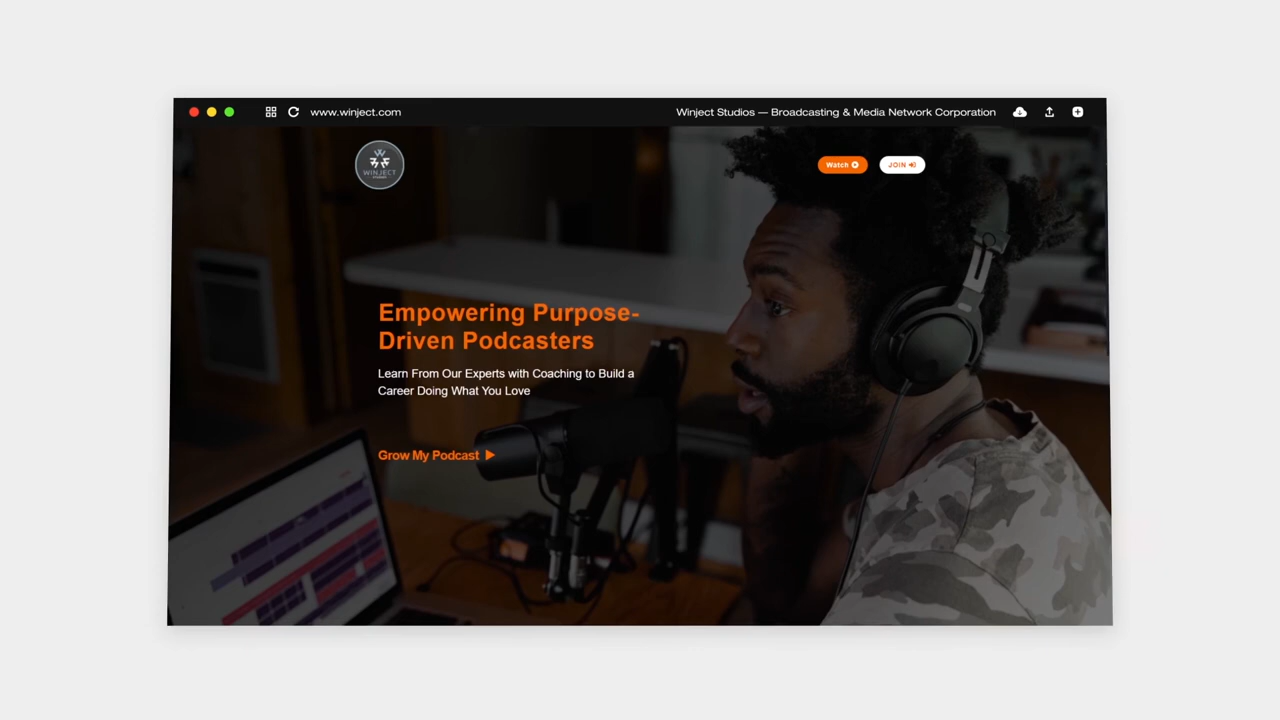 www.winject.com
Winject Studios — Broadcasting & Media Network Corporation
WINJECT
Watch
JOIN
Empowering Purpose-
Driven Podcasters
Learn From Our Experts with Coaching to Build a
Career Doing What You Love
Grow My Podcast